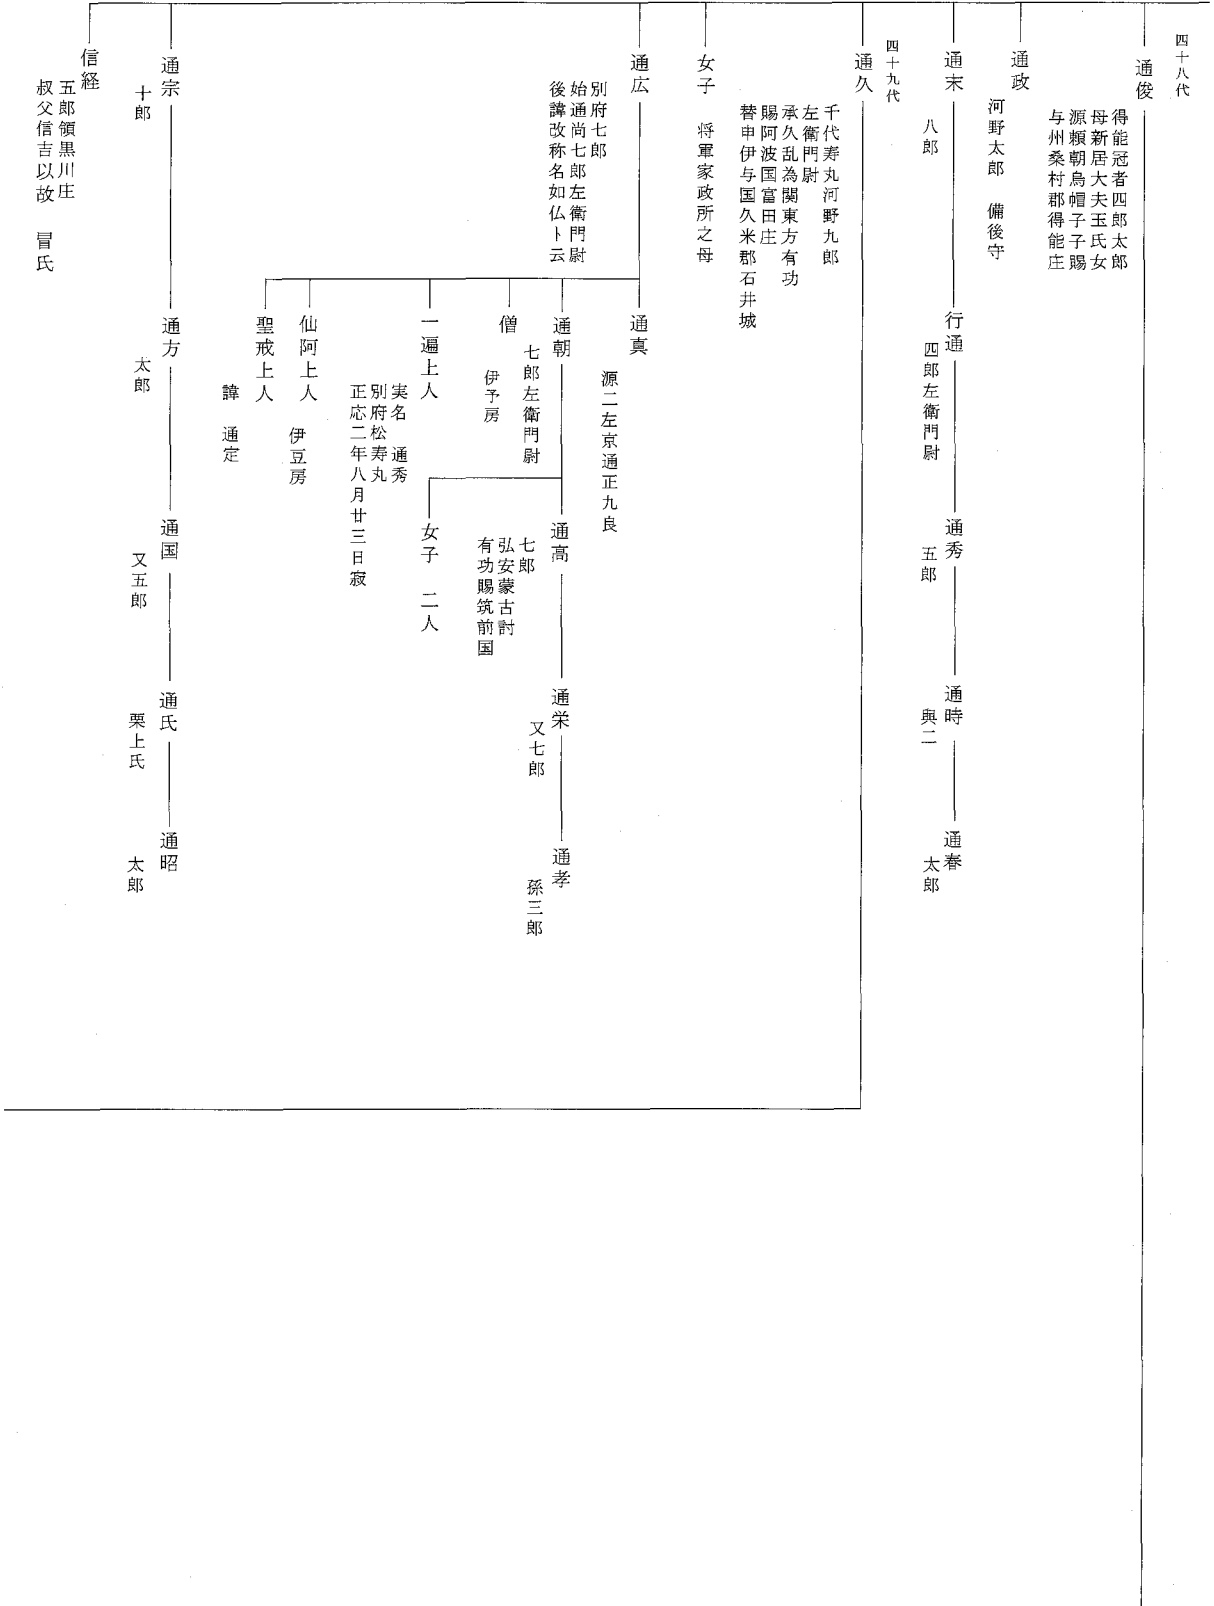 四十八代
通俊
得能冠者四郎太郎
母新居大夫玉氏女
源頼朝烏帽子子賜
与州桑村郡得能庄
通政
河野太郎　備後守
通末
八郎
行通
四郎左衛門尉
通秀
五郎
通時
與二
通春
太郎
四十九代
通久
千代寿丸河野九郎
左衛門尉
承久乱為関東方有功
賜阿波国富田庄
替申伊与国久米郡石井城
女子　将軍家政所之母
通広
別府七郎
始通尚七郎左衛門尉
後諱改称名如仏ト云
通真
源二左京通正九良
通朝
七郎左衛門尉
通高
七郎
弘安蒙古討
有功賜筑前国
通栄
又七郎
通孝
孫三郎
女子　二人
僧
伊予房
一遍上人
実名　通秀
別府松寿丸
正応二年八月廿三日寂
仙阿上人
伊豆房
聖戒上人
諱　通定
通宗
十郎
通方
太郎
通国
又五郎
通氏
栗上氏
通昭
太郎
信経
五郎領黒川庄
叔父信吉以故　冒氏